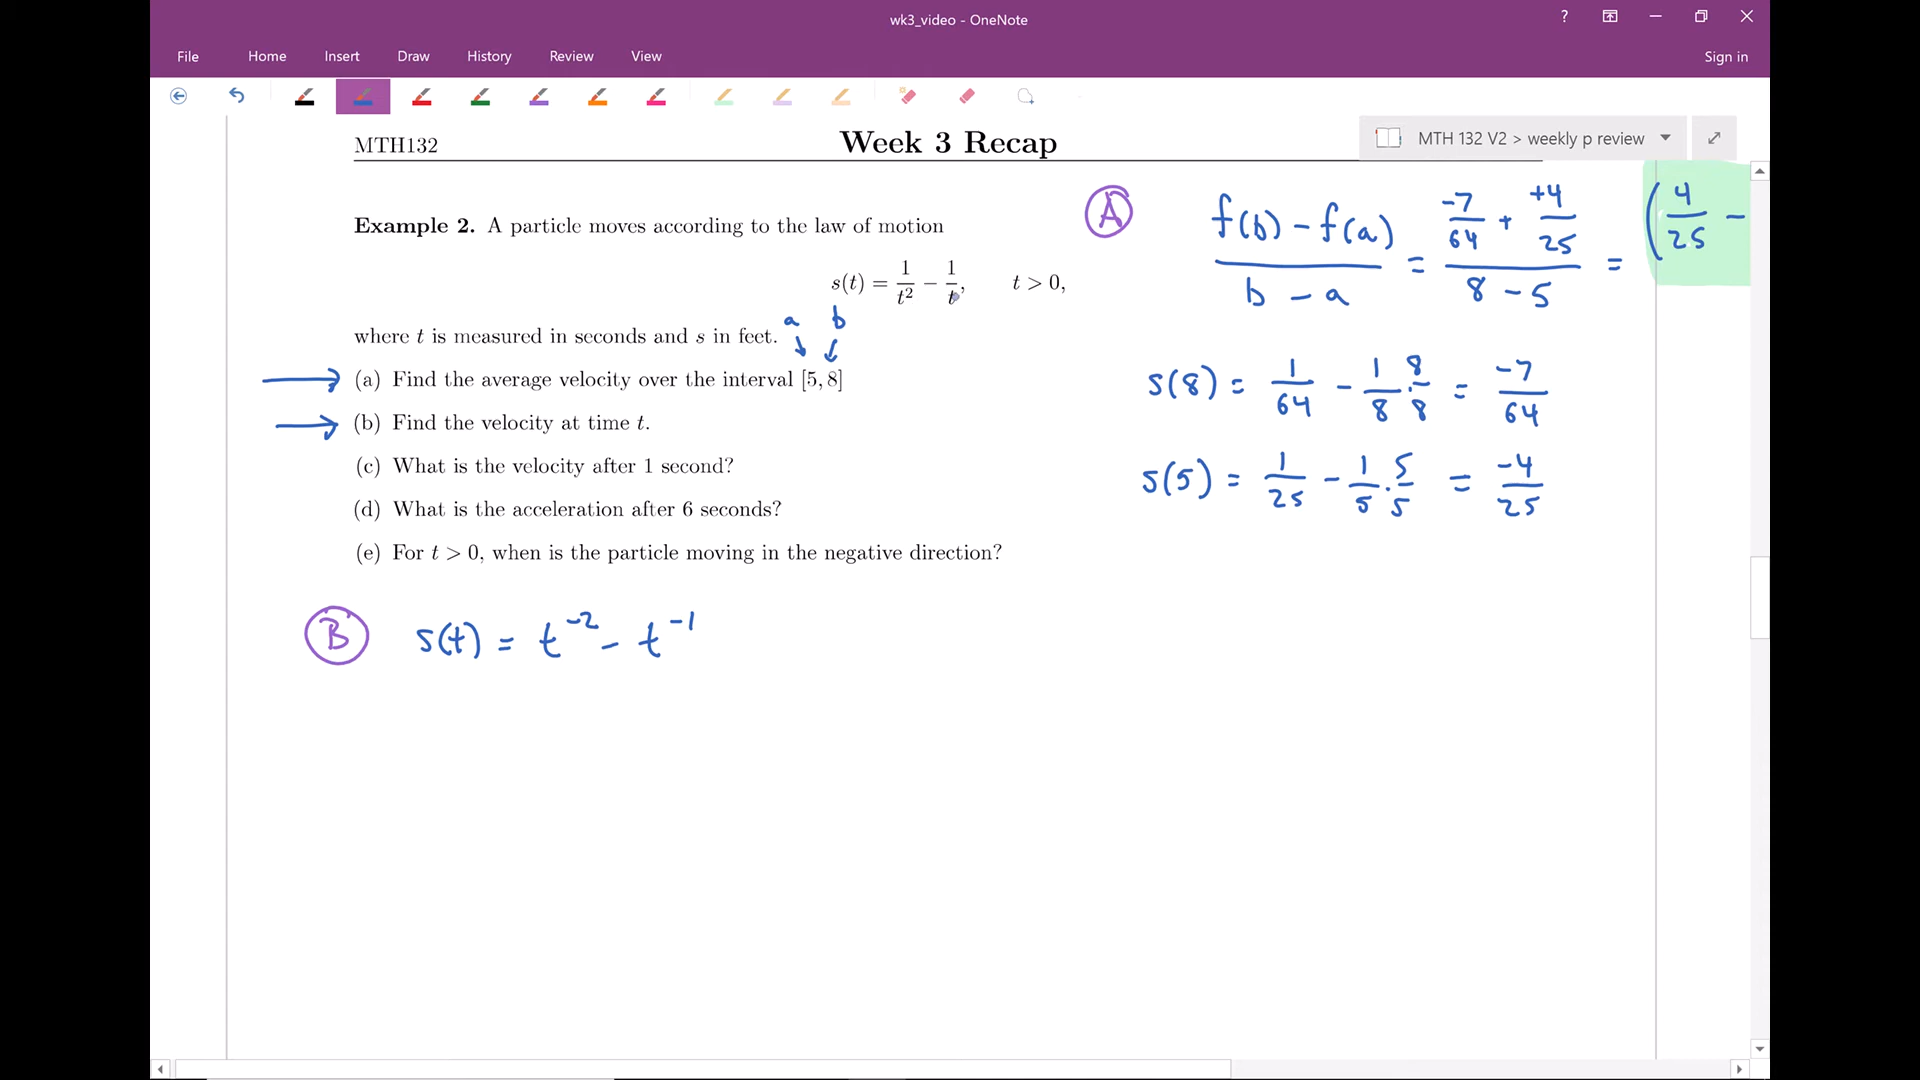 wk3_video - OneNote
?
File Home Insert Draw History Review View Sign in
MTH132 Week 3 Recap
MTH 132 V2 > weekly p review
Example 2. A particle moves according to the law of motion
s(t) = 1/t² − 1/t, t > 0,
where t is measured in seconds and s in feet.
a b
(a) Find the average velocity over the interval [5, 8]
(b) Find the velocity at time t.
(c) What is the velocity after 1 second?
(d) What is the acceleration after 6 seconds?
(e) For t > 0, when is the particle moving in the negative direction?
A
(f(b) − f(a))/(b − a) = (-7/64 + +4/25)/(8 − 5) = (4/25 −
s(8) = 1/64 − 1/8 · 8/8 = -7/64
s(5) = 1/25 − 1/5 · 5/5 = -4/25
B s(t) = t⁻² − t⁻¹